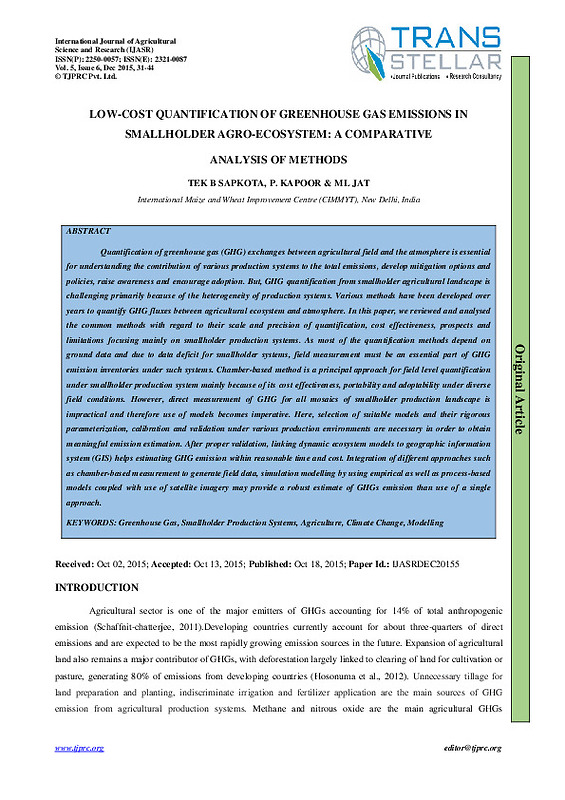 International Journal of Agricultural
Science and Research (IJASR)
ISSN(P): 2250-0057; ISSN(E): 2321-0087
Vol. 5, Issue 6, Dec 2015, 31-44
© TJPRC Pvt. Ltd.
TRANS
STELLAR
•Journal Publications • Research Consultancy
LOW-COST QUANTIFICATION OF GREENHOUSE GAS EMISSIONS IN
SMALLHOLDER AGRO-ECOSYSTEM: A COMPARATIVE
ANALYSIS OF METHODS
TEK B SAPKOTA, P. KAPOOR & ML JAT
International Maize and Wheat Improvement Centre (CIMMYT), New Delhi, India
ABSTRACT
Quantification of greenhouse gas (GHG) exchanges between agricultural field and the atmosphere is essential
for understanding the contribution of various production systems to the total emissions, develop mitigation options and
policies, raise awareness and encourage adoption. But, GHG quantification from smallholder agricultural landscape is
challenging primarily because of the heterogeneity of production systems. Various methods have been developed over
years to quantify GHG fluxes between agricultural ecosystem and atmosphere. In this paper, we reviewed and analysed
the common methods with regard to their scale and precision of quantification, cost effectiveness, prospects and
limitations focusing mainly on smallholder production systems. As most of the quantification methods depend on
ground data and due to data deficit for smallholder systems, field measurement must be an essential part of GHG
emission inventories under such systems. Chamber-based method is a principal approach for field level quantification
under smallholder production system mainly because of its cost effectiveness, portability and adoptability under diverse
field conditions. However, direct measurement of GHG for all mosaics of smallholder production landscape is
impractical and therefore use of models becomes imperative. Here, selection of suitable models and their rigorous
parameterization, calibration and validation under various production environments are necessary in order to obtain
meaningful emission estimation. After proper validation, linking dynamic ecosystem models to geographic information
system (GIS) helps estimating GHG emission within reasonable time and cost. Integration of different approaches such
as chamber-based measurement to generate field data, simulation modelling by using empirical as well as process-based
models coupled with use of satellite imagery may provide a robust estimate of GHGs emission than use of a single
approach.
KEYWORDS: Greenhouse Gas, Smallholder Production Systems, Agriculture, Climate Change, Modelling
Original Article
Received: Oct 02, 2015; Accepted: Oct 13, 2015; Published: Oct 18, 2015; Paper Id.: IJASRDEC20155
INTRODUCTION
Agricultural sector is one of the major emitters of GHGs accounting for 14% of total anthropogenic
emission (Schaffnit-chatterjee, 2011).Developing countries currently account for about three-quarters of direct
emissions and are expected to be the most rapidly growing emission sources in the future. Expansion of agricultural
land also remains a major contributor of GHGs, with deforestation largely linked to clearing of land for cultivation or
pasture, generating 80% of emissions from developing countries (Hosonuma et al., 2012). Unnecessary tillage for
land preparation and planting, indiscriminate irrigation and fertilizer application are the main sources of GHG
emission from agricultural production systems. Methane and nitrous oxide are the main agricultural GHGs
www.tjprc.org
editor@tjprc.org